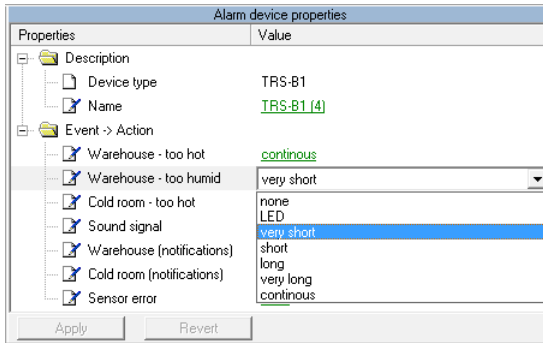 Alarm device properties
Properties Value
Description
Device type TRS-B1
Name TRS-B1 (4)
Event -> Action
Warehouse - too hot continous
Warehouse - too humid very short
Cold room - too hot none
LED
Sound signal very short
Warehouse (notifications) short
long
Cold room (notifications) very long
Sensor error continous
Apply Revert